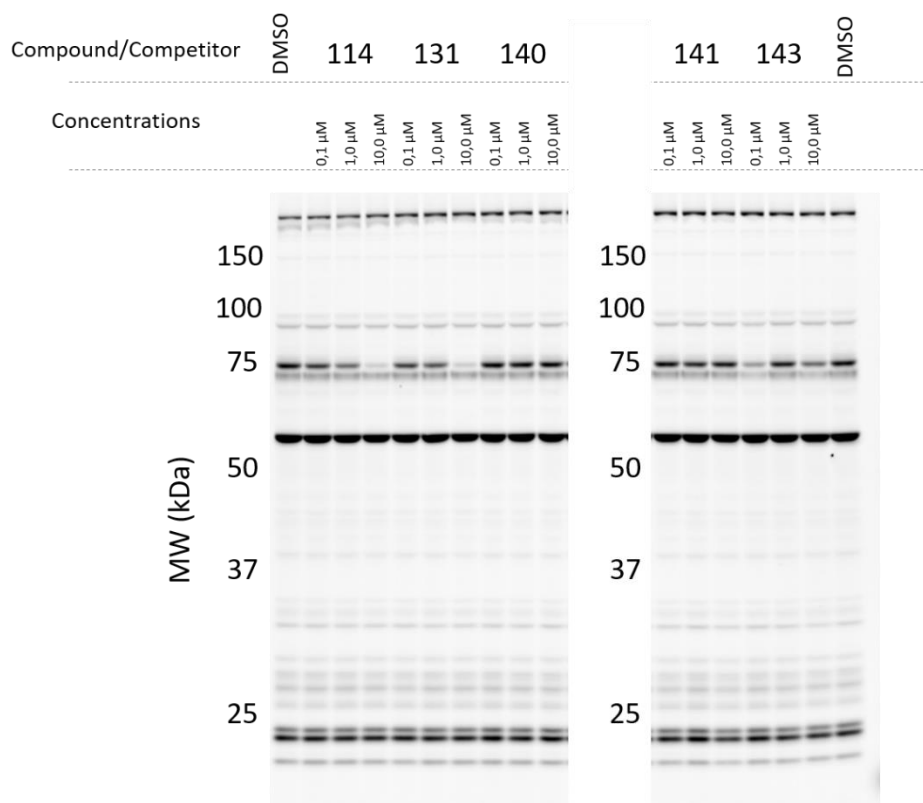 Compound/Competitor DMSO 114 131 140 141 143 DMSO
Concentrations 0,1 µM 1,0 µM 10,0 µM 0,1 µM 1,0 µM 10,0 µM 0,1 µM 1,0 µM 10,0 µM 0,1 µM 1,0 µM 10,0 µM 0,1 µM 1,0 µM 10,0 µM
150 150
100 100
75 75
50 50
MW (kDa)
37 37
25 25